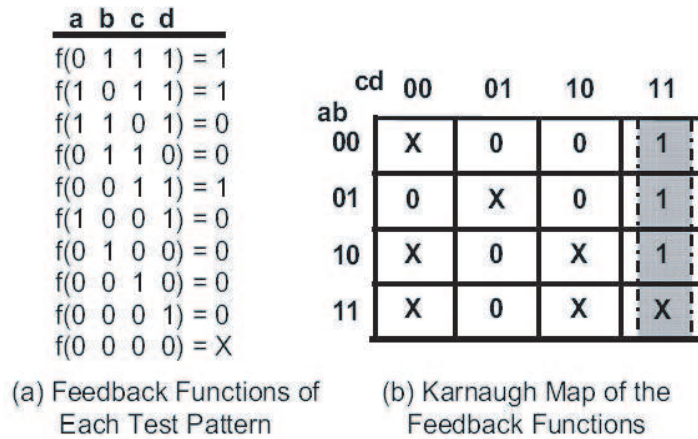 a b c d
f(0 1 1 1) = 1
f(1 0 1 1) = 1
f(1 1 0 1) = 0
f(0 1 1 0) = 0
f(0 0 1 1) = 1
f(1 0 0 1) = 0
f(0 1 0 0) = 0
f(0 0 1 0) = 0
f(0 0 0 1) = 0
f(0 0 0 0) = X
(a) Feedback Functions of
Each Test Pattern
cd 00 01 10 11
ab
00 X 0 0 1
01 0 X 0 1
10 X 0 X 1
11 X 0 X X
(b) Karnaugh Map of the
Feedback Functions